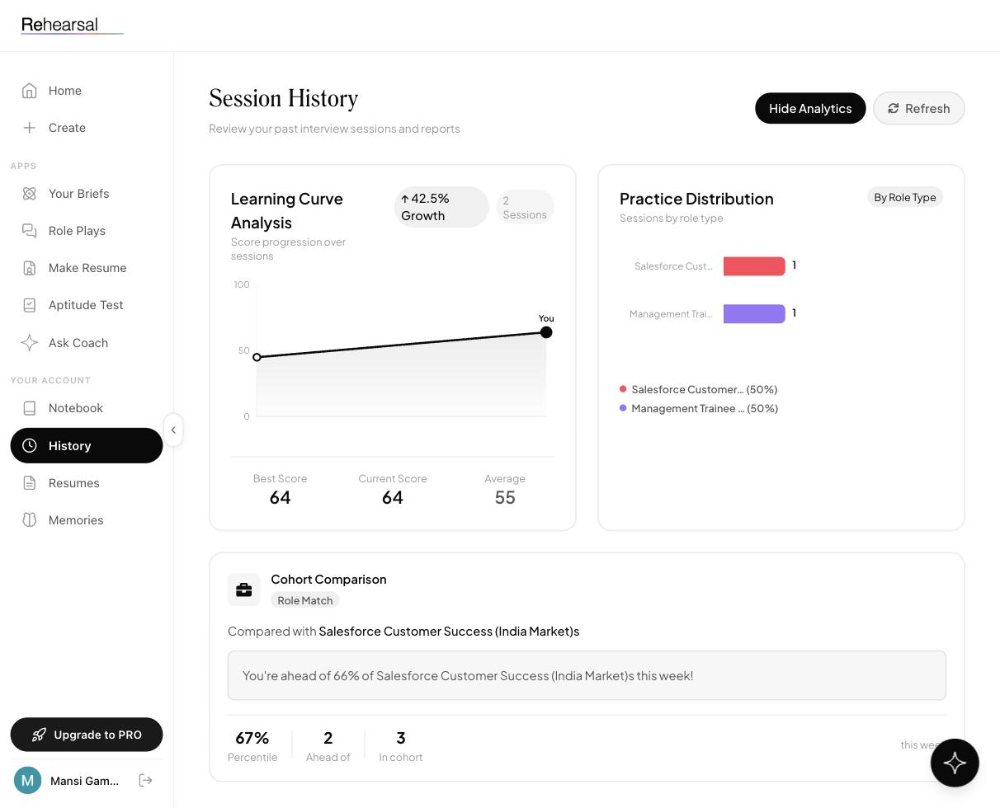 Rehearsal
Home
Create
APPS
Your Briefs
Role Plays
Make Resume
Aptitude Test
Ask Coach
YOUR ACCOUNT
Notebook
History
Resumes
Memories
Upgrade to PRO
M
Mansi Gam...
Session History
Review your past interview sessions and reports
Hide Analytics
Refresh
Learning Curve
Analysis
Score progression over
sessions
↑ 42.5%
Growth
2
Sessions
100
50
0
You
Best Score
64
Current Score
64
Average
55
Practice Distribution
Sessions by role type
By Role Type
Salesforce Cust...
1
Management Trai...
1
Salesforce Customer... (50%)
Management Trainee ... (50%)
Cohort Comparison
Role Match
Compared with Salesforce Customer Success (India Market)s
You're ahead of 66% of Salesforce Customer Success (India Market)s this week!
67%
Percentile
2
Ahead of
3
In cohort
this